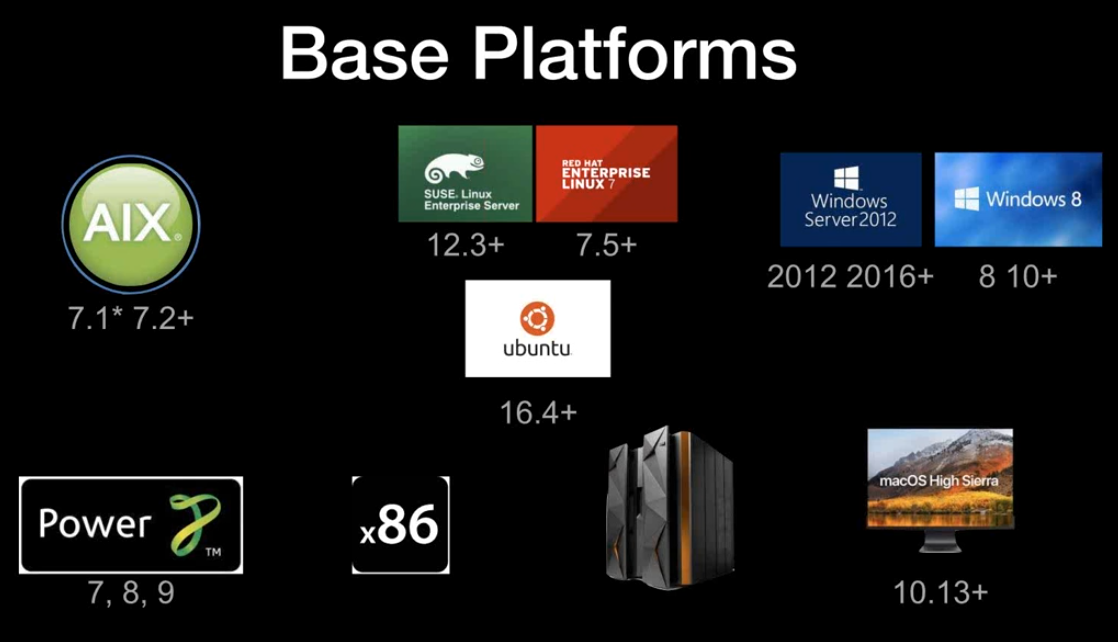 Base Platforms
AIX®
7.1* 7.2+
SUSE® Linux
Enterprise Server
12.3+
RED HAT
ENTERPRISE
LINUX 7
7.5+
Windows
Server 2012
2012 2016+
Windows 8
8 10+
ubuntu
16.4+
Power TM
7, 8, 9
x86
macOS High Sierra
10.13+